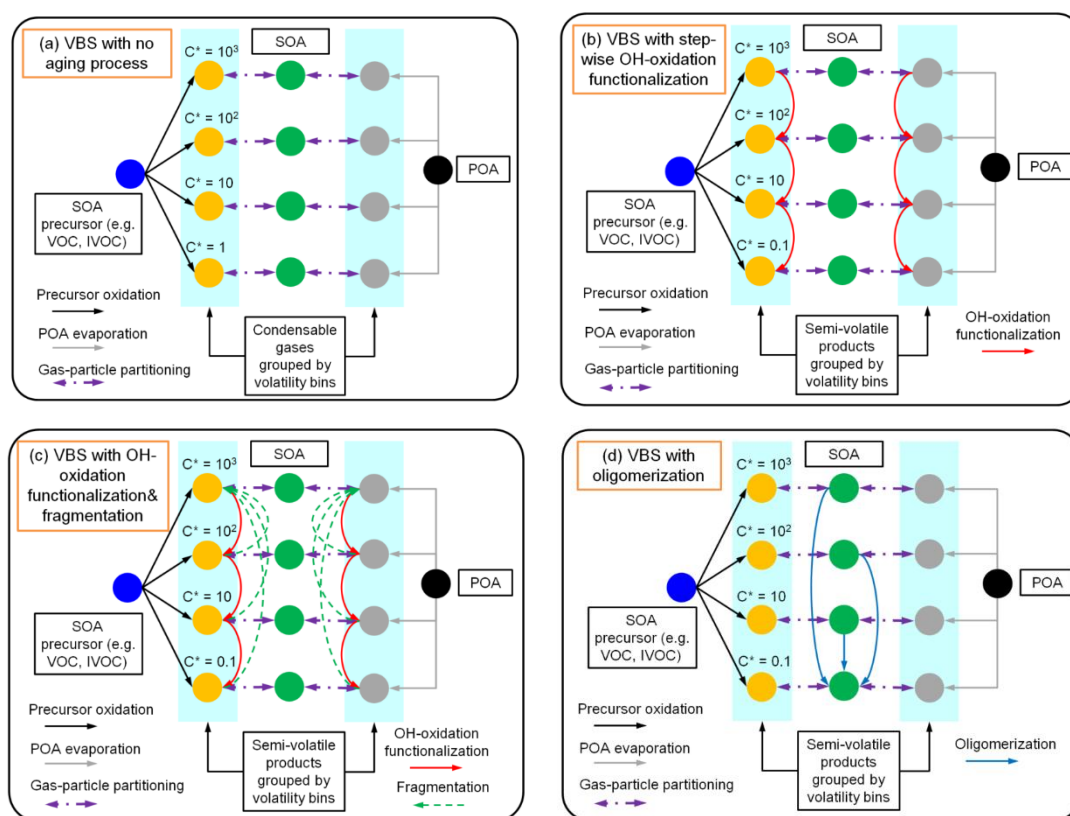 (a) VBS with no
aging process
SOA
C* = 10³
C* = 10²
C* = 10
C* = 1
SOA
precursor (e.g.
VOC, IVOC)
POA
Precursor oxidation
POA evaporation
Gas-particle partitioning
Condensable
gases
grouped by
volatility bins
(b) VBS with step-
wise OH-oxidation
functionalization
SOA
C* = 10³
C* = 10²
C* = 10
C* = 0.1
SOA
precursor (e.g.
VOC, IVOC)
POA
Precursor oxidation
POA evaporation
Gas-particle partitioning
Semi-volatile
products
grouped by
volatility bins
OH-oxidation
functionalization
(c) VBS with OH-
oxidation
functionalization&
fragmentation
SOA
C* = 10³
C* = 10²
C* = 10
C* = 0.1
SOA
precursor (e.g.
VOC, IVOC)
POA
Precursor oxidation
POA evaporation
Gas-particle partitioning
Semi-volatile
products
grouped by
volatility bins
OH-oxidation
functionalization
Fragmentation
(d) VBS with
oligomerization
SOA
C* = 10³
C* = 10²
C* = 10
C* = 0.1
SOA
precursor (e.g.
VOC, IVOC)
POA
Precursor oxidation
POA evaporation
Gas-particle partitioning
Semi-volatile
products
grouped by
volatility bins
Oligomerization